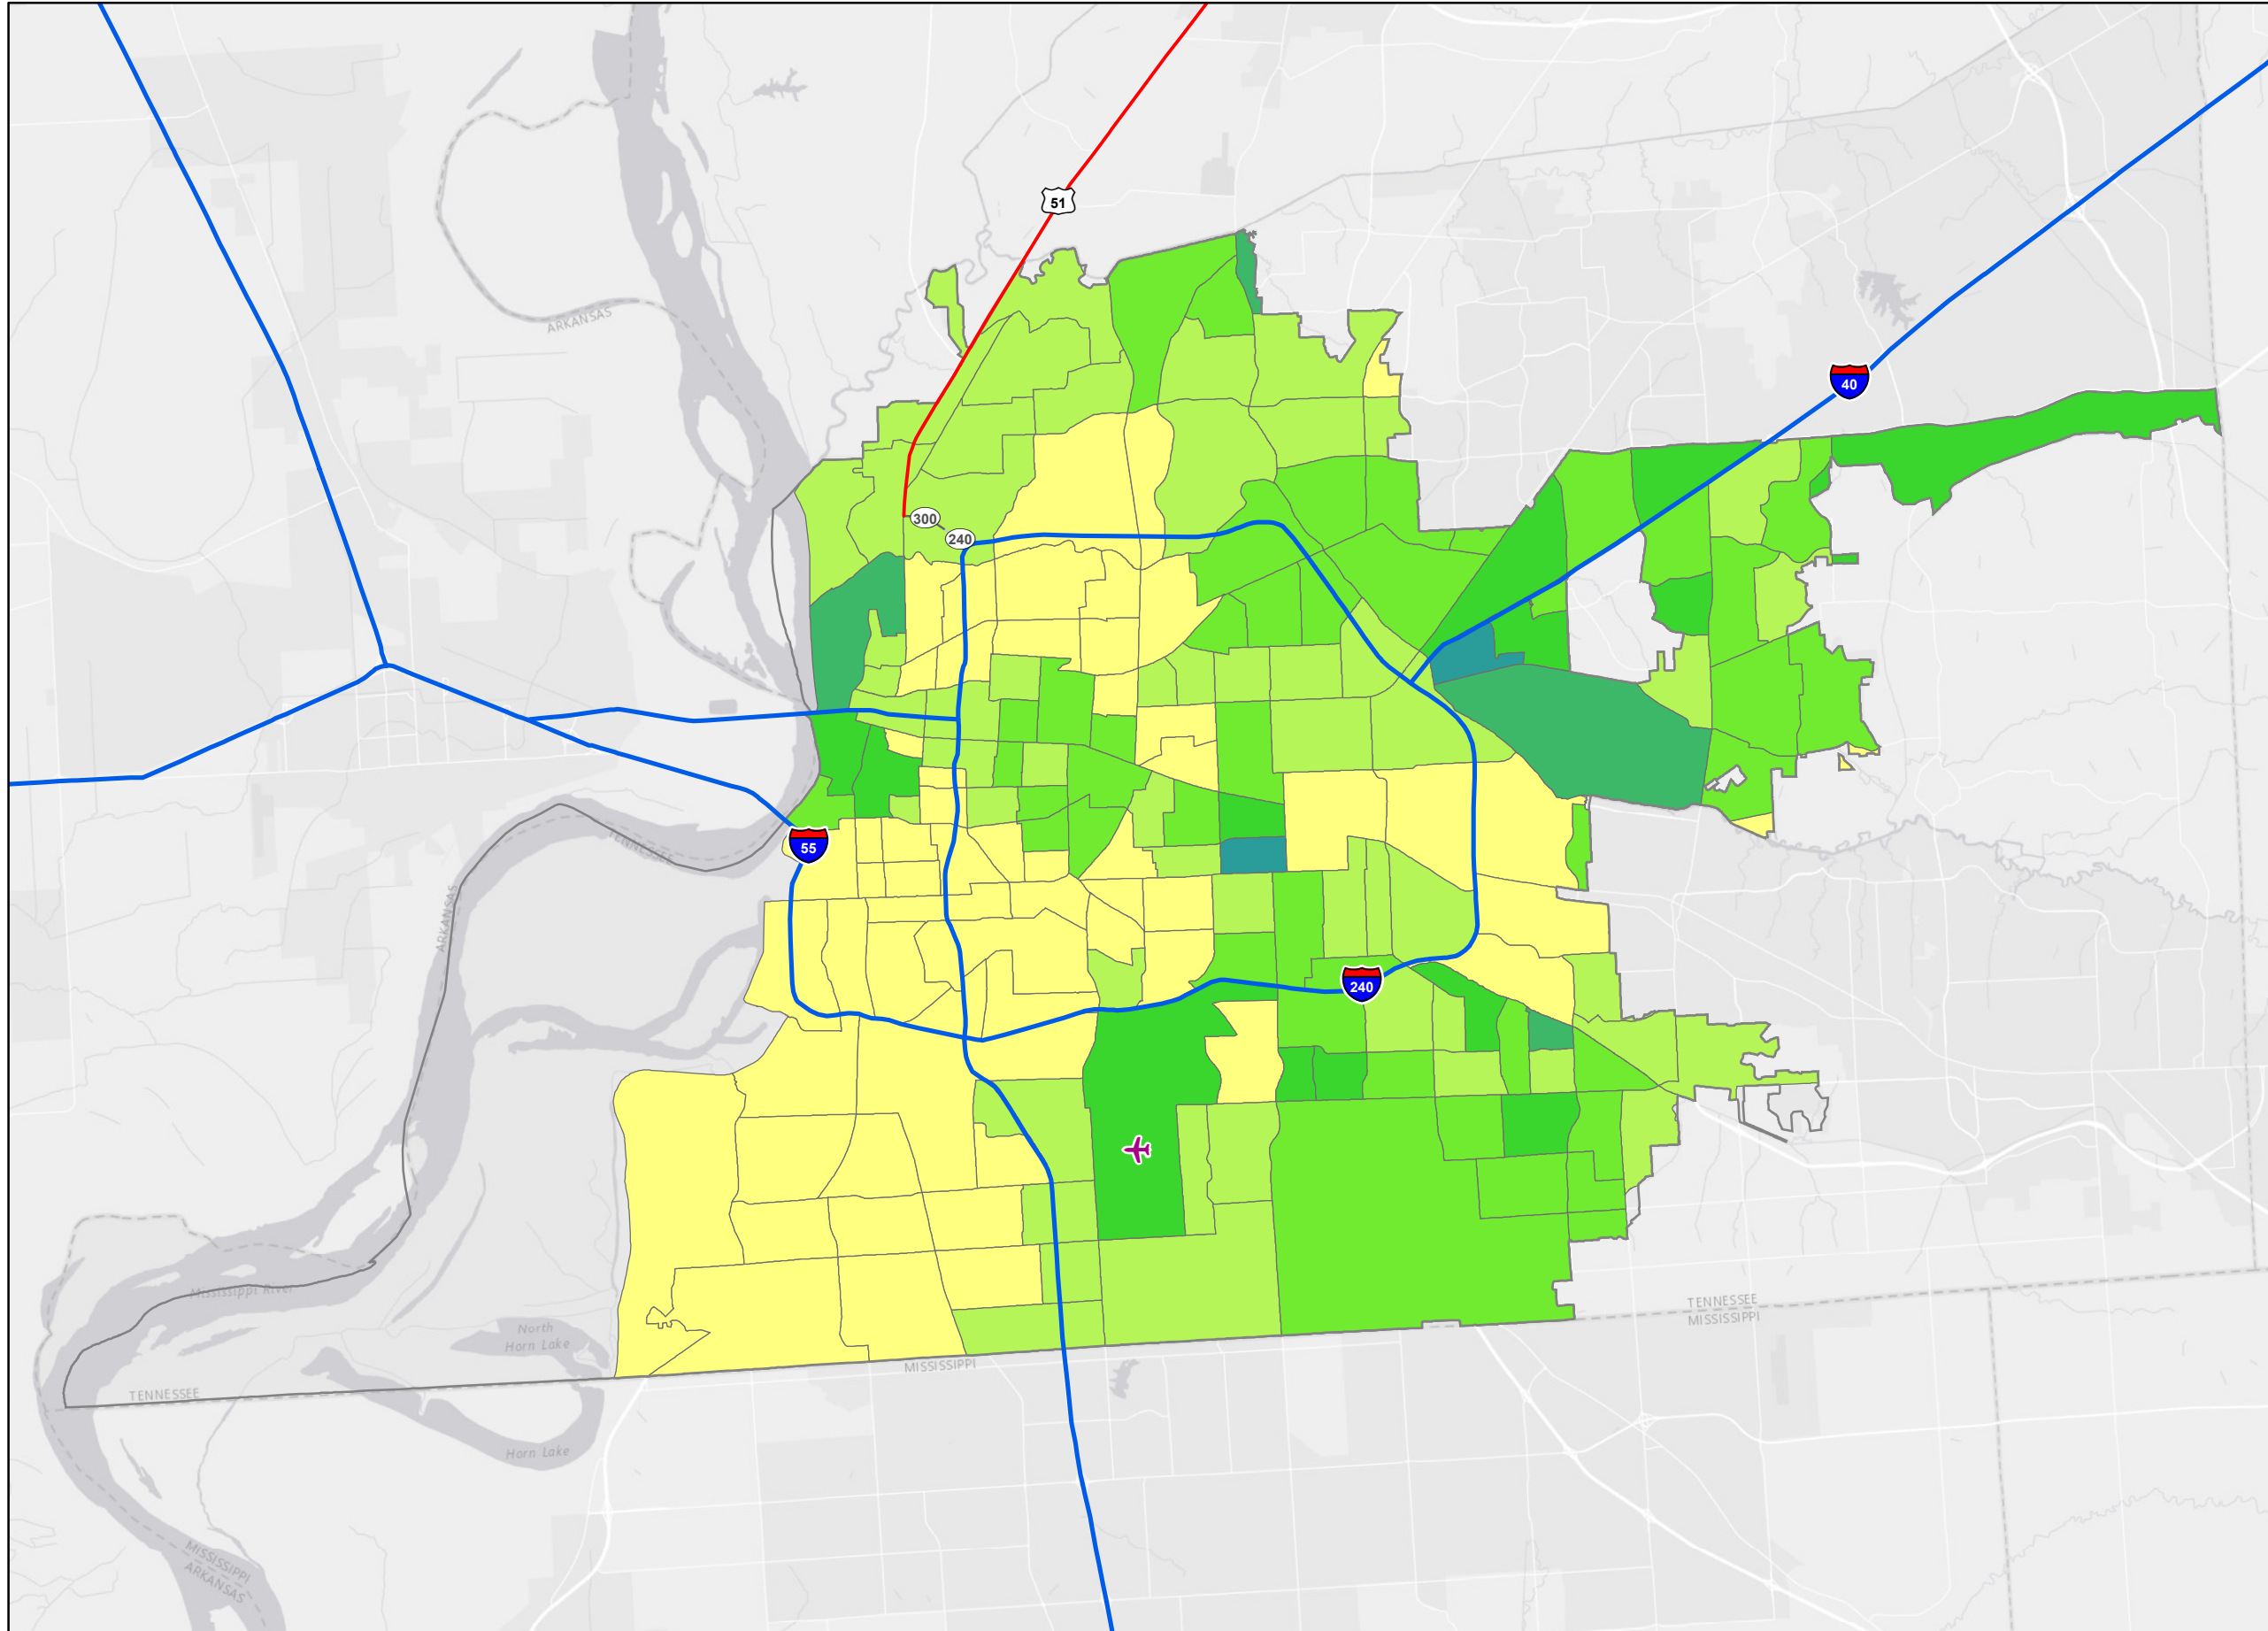 51
ARKANSAS
40
300
240
55
TENNESSEE
ARKANSAS
240
Mississippi River
TENNESSEE
MISSISSIPPI
North
Horn Lake
MISSISSIPPI
TENNESSEE
Horn Lake
MISSISSIPPI
ARKANSAS